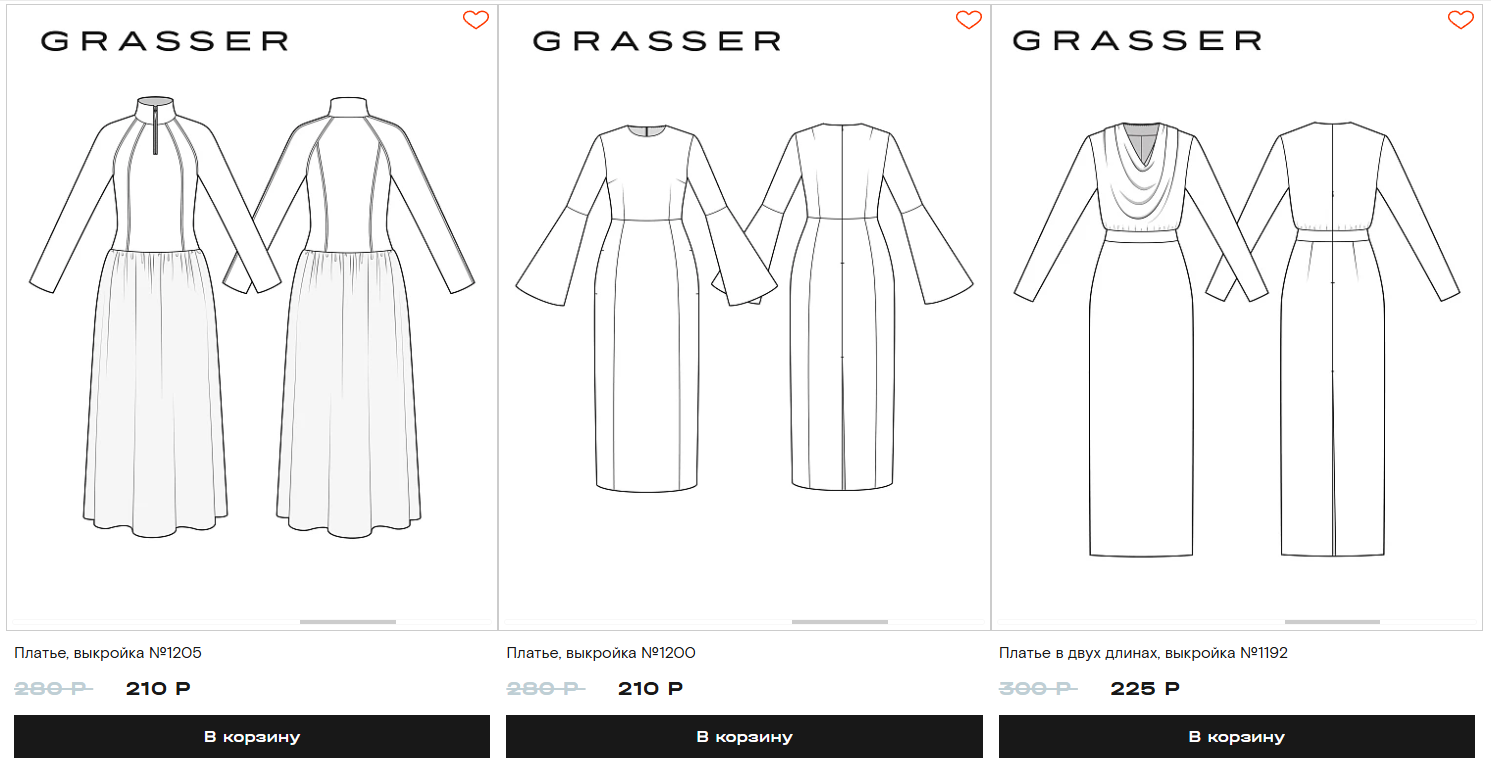 GRASSER
GRASSER
GRASSER
Платье, выкройка №1205
280 Р 210 Р
В корзину
Платье, выкройка №1200
280 Р 210 Р
В корзину
Платье в двух длинах, выкройка №1192
300 Р 225 Р
В корзину